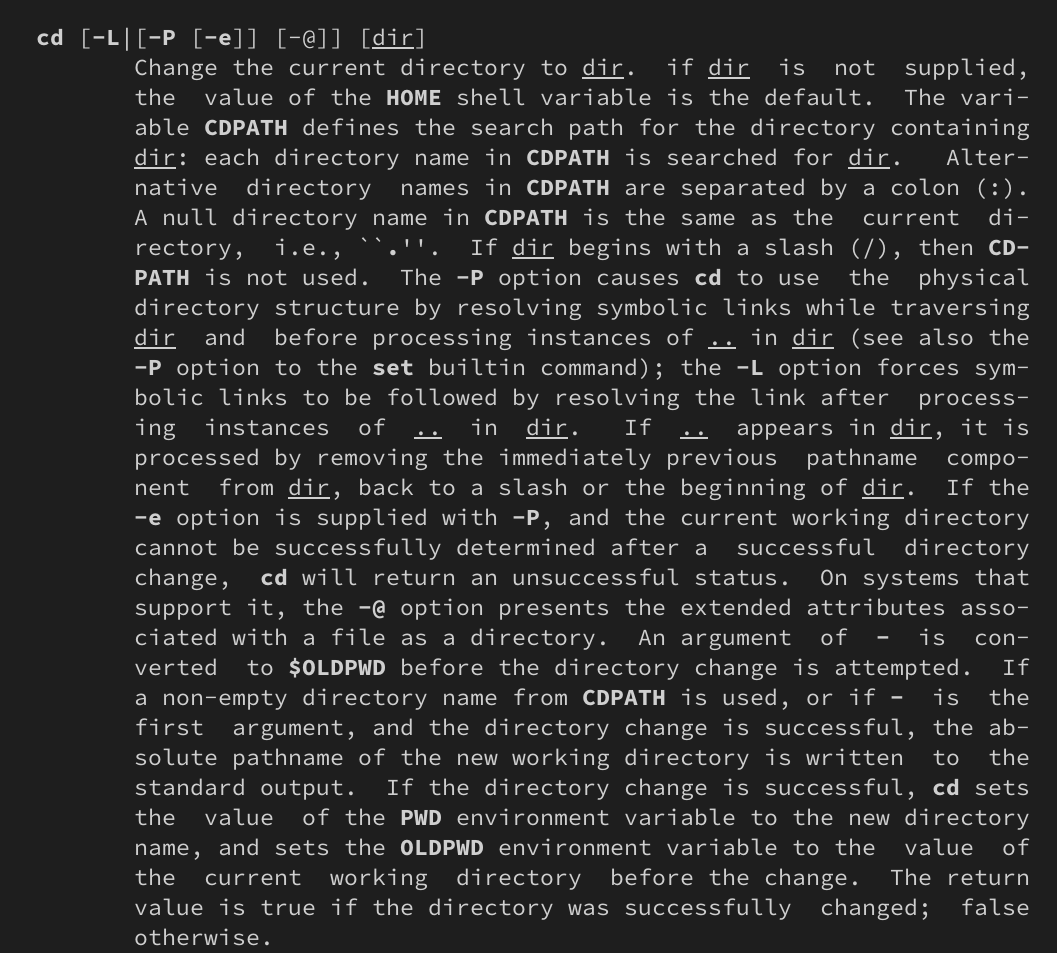 cd [-L|[-P [-e]] [-@]] [dir]
Change the current directory to dir.  if dir  is  not  supplied,
the  value of the HOME shell variable is the default.  The vari-
able CDPATH defines the search path for the directory containing
dir: each directory name in CDPATH is searched for dir.   Alter-
native  directory  names in CDPATH are separated by a colon (:).
A null directory name in CDPATH is the same as the  current  di-
rectory,  i.e., ``.''.  If dir begins with a slash (/), then CD-
PATH is not used.  The -P option causes cd to use  the  physical
directory structure by resolving symbolic links while traversing
dir  and  before processing instances of .. in dir (see also the
-P option to the set builtin command); the -L option forces sym-
bolic links to be followed by resolving the link after  process-
ing  instances  of  ..  in  dir.   If  ..  appears in dir, it is
processed by removing the immediately previous  pathname  compo-
nent  from dir, back to a slash or the beginning of dir.  If the
-e option is supplied with -P, and the current working directory
cannot be successfully determined after a  successful  directory
change,  cd will return an unsuccessful status.  On systems that
support it, the -@ option presents the extended attributes asso-
ciated with a file as a directory.  An argument  of  -  is  con-
verted  to $OLDPWD before the directory change is attempted.  If
a non-empty directory name from CDPATH is used, or if -  is  the
first  argument, and the directory change is successful, the ab-
solute pathname of the new working directory is written  to  the
standard output.  If the directory change is successful, cd sets
the  value  of the PWD environment variable to the new directory
name, and sets the OLDPWD environment variable to the  value  of
the  current  working  directory  before the change.  The return
value is true if the directory was successfully  changed;  false
otherwise.